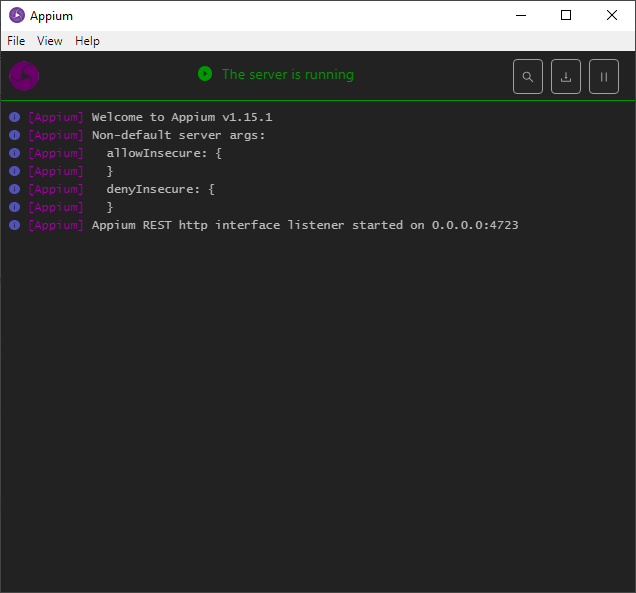 Appium
File View Help
The server is running
[Appium] Welcome to Appium v1.15.1
[Appium] Non-default server args:
[Appium]   allowInsecure: {
[Appium]   }
[Appium]   denyInsecure: {
[Appium]   }
[Appium] Appium REST http interface listener started on 0.0.0.0:4723